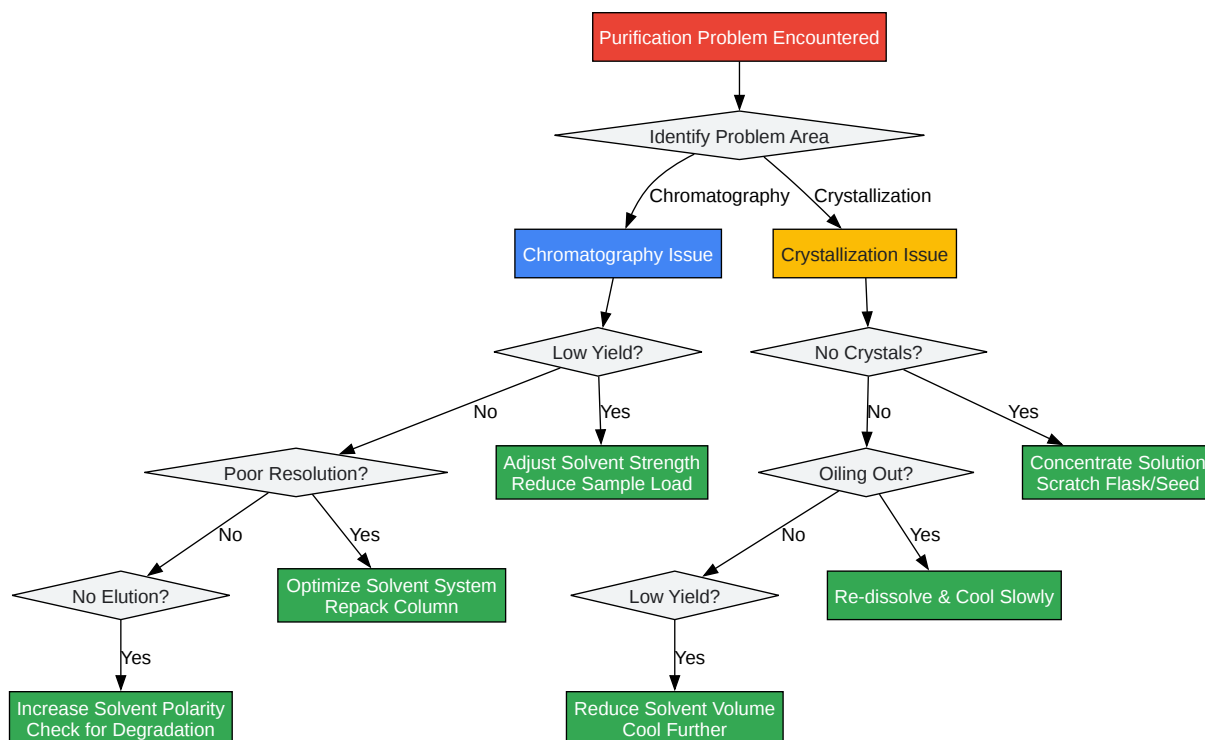 Purification Problem Encountered
Identify Problem Area
Chromatography
Crystallization
Chromatography Issue
Crystallization Issue
Low Yield?
No Crystals?
No
Yes
No
Yes
Poor Resolution?
Adjust Solvent Strength
Reduce Sample Load
Oiling Out?
Concentrate Solution
Scratch Flask/Seed
No
Yes
No
Yes
No Elution?
Optimize Solvent System
Repack Column
Low Yield?
Re-dissolve & Cool Slowly
Yes
Yes
Increase Solvent Polarity
Check for Degradation
Reduce Solvent Volume
Cool Further